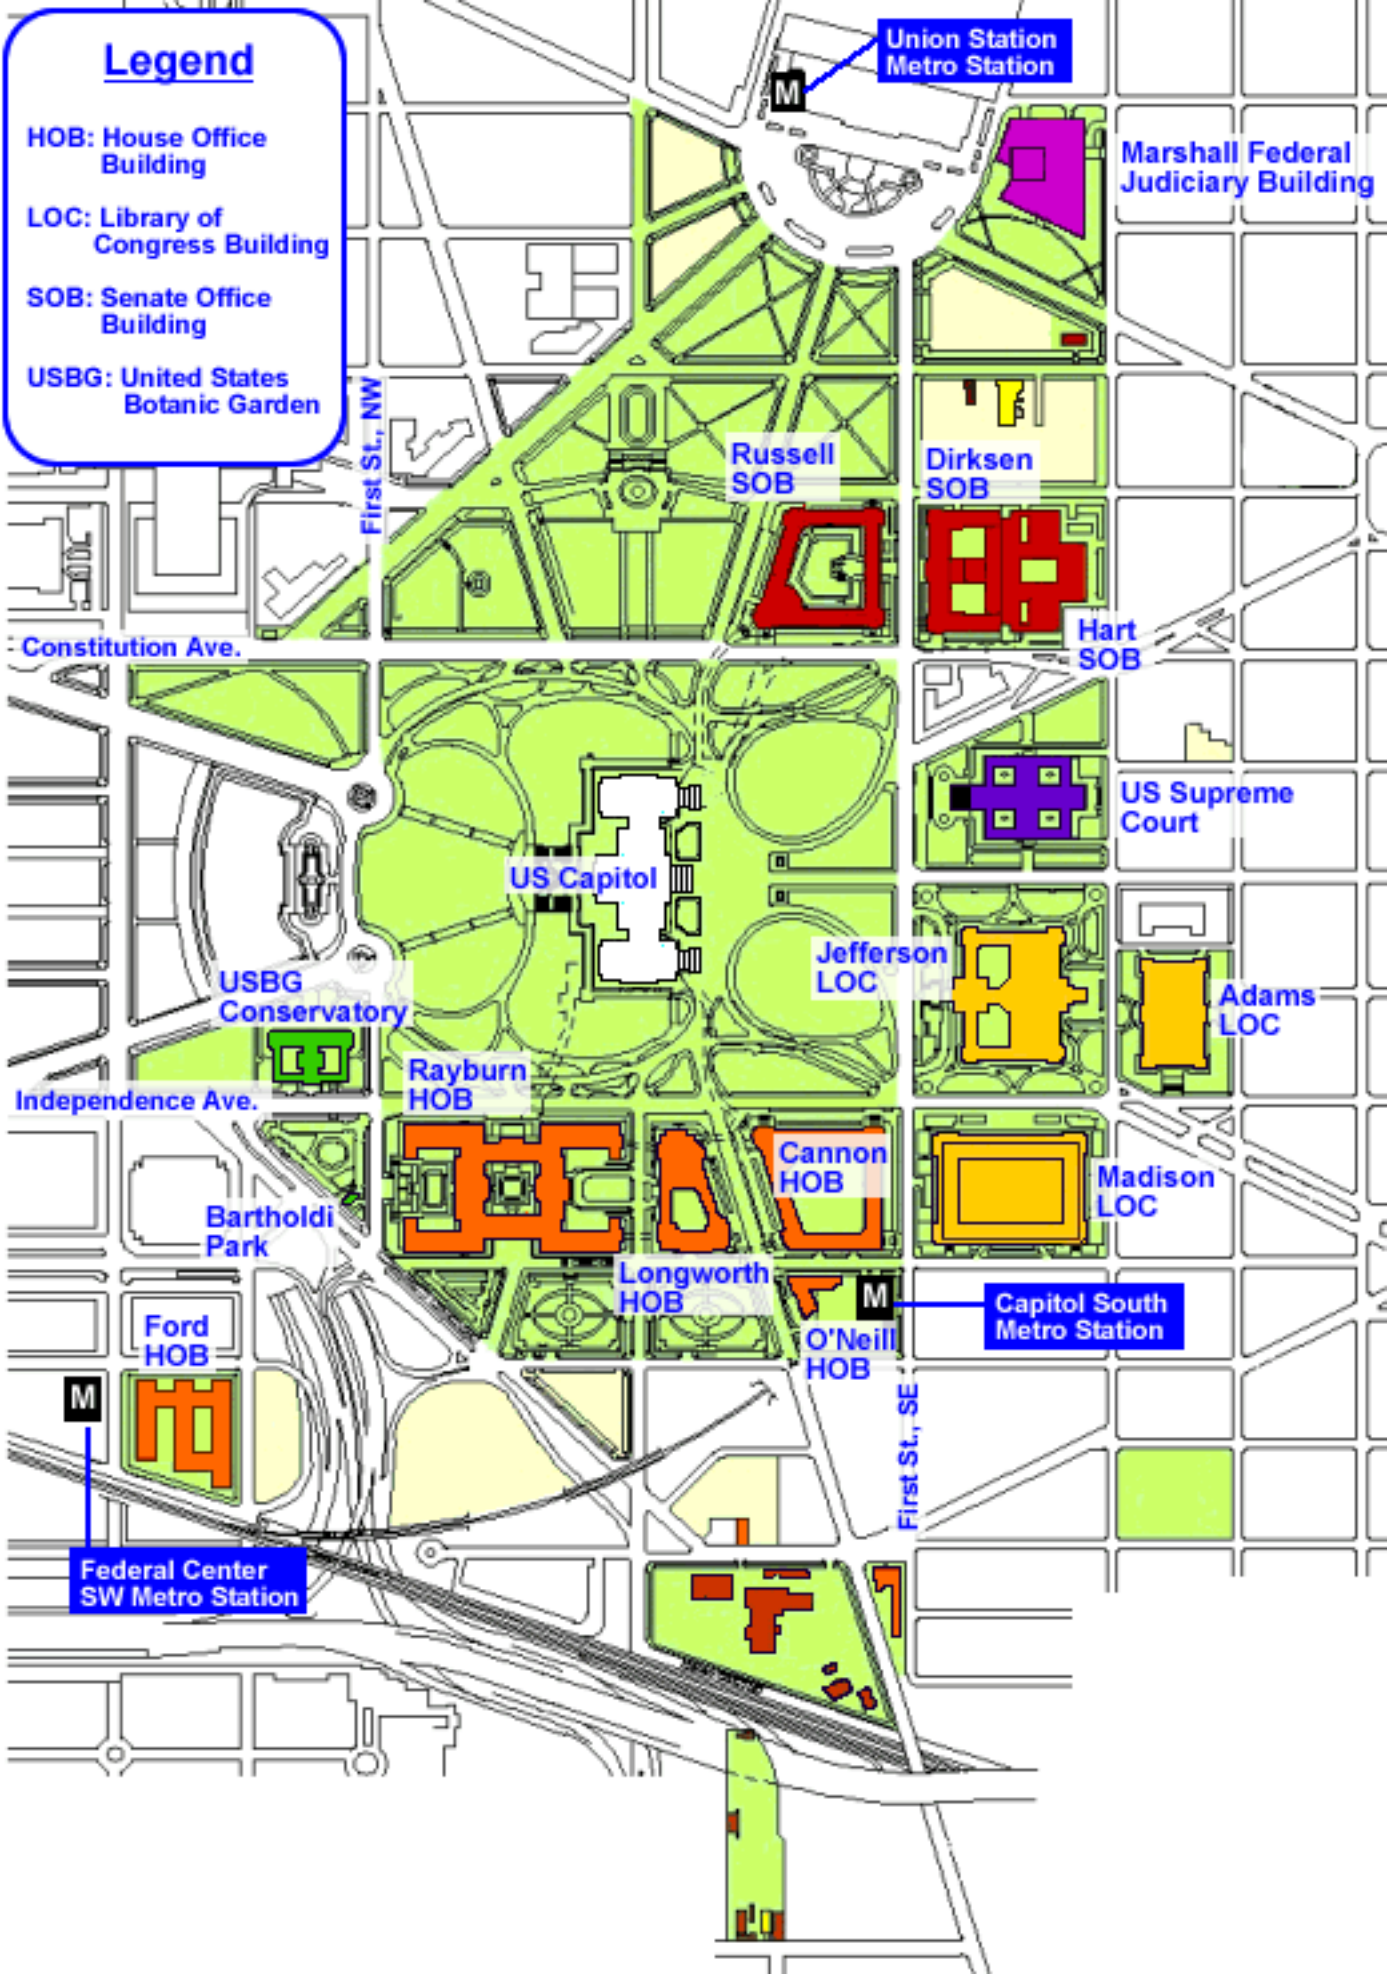 Legend
HOB: House Office
Building
LOC: Library of
Congress Building
SOB: Senate Office
Building
USBG: United States
Botanic Garden
Union Station
Metro Station
M
Marshall Federal
Judiciary Building
First St., NW
Russell
SOB
Dirksen
SOB
Constitution Ave.
Hart
SOB
US Supreme
Court
US Capitol
Jefferson
LOC
USBG
Conservatory
Adams
LOC
Rayburn
HOB
Independence Ave.
Cannon
HOB
Madison
LOC
Bartholdi
Park
Longworth
HOB
M
Capitol South
Metro Station
Ford
HOB
O'Neill
HOB
M
First St., SE
Federal Center
SW Metro Station